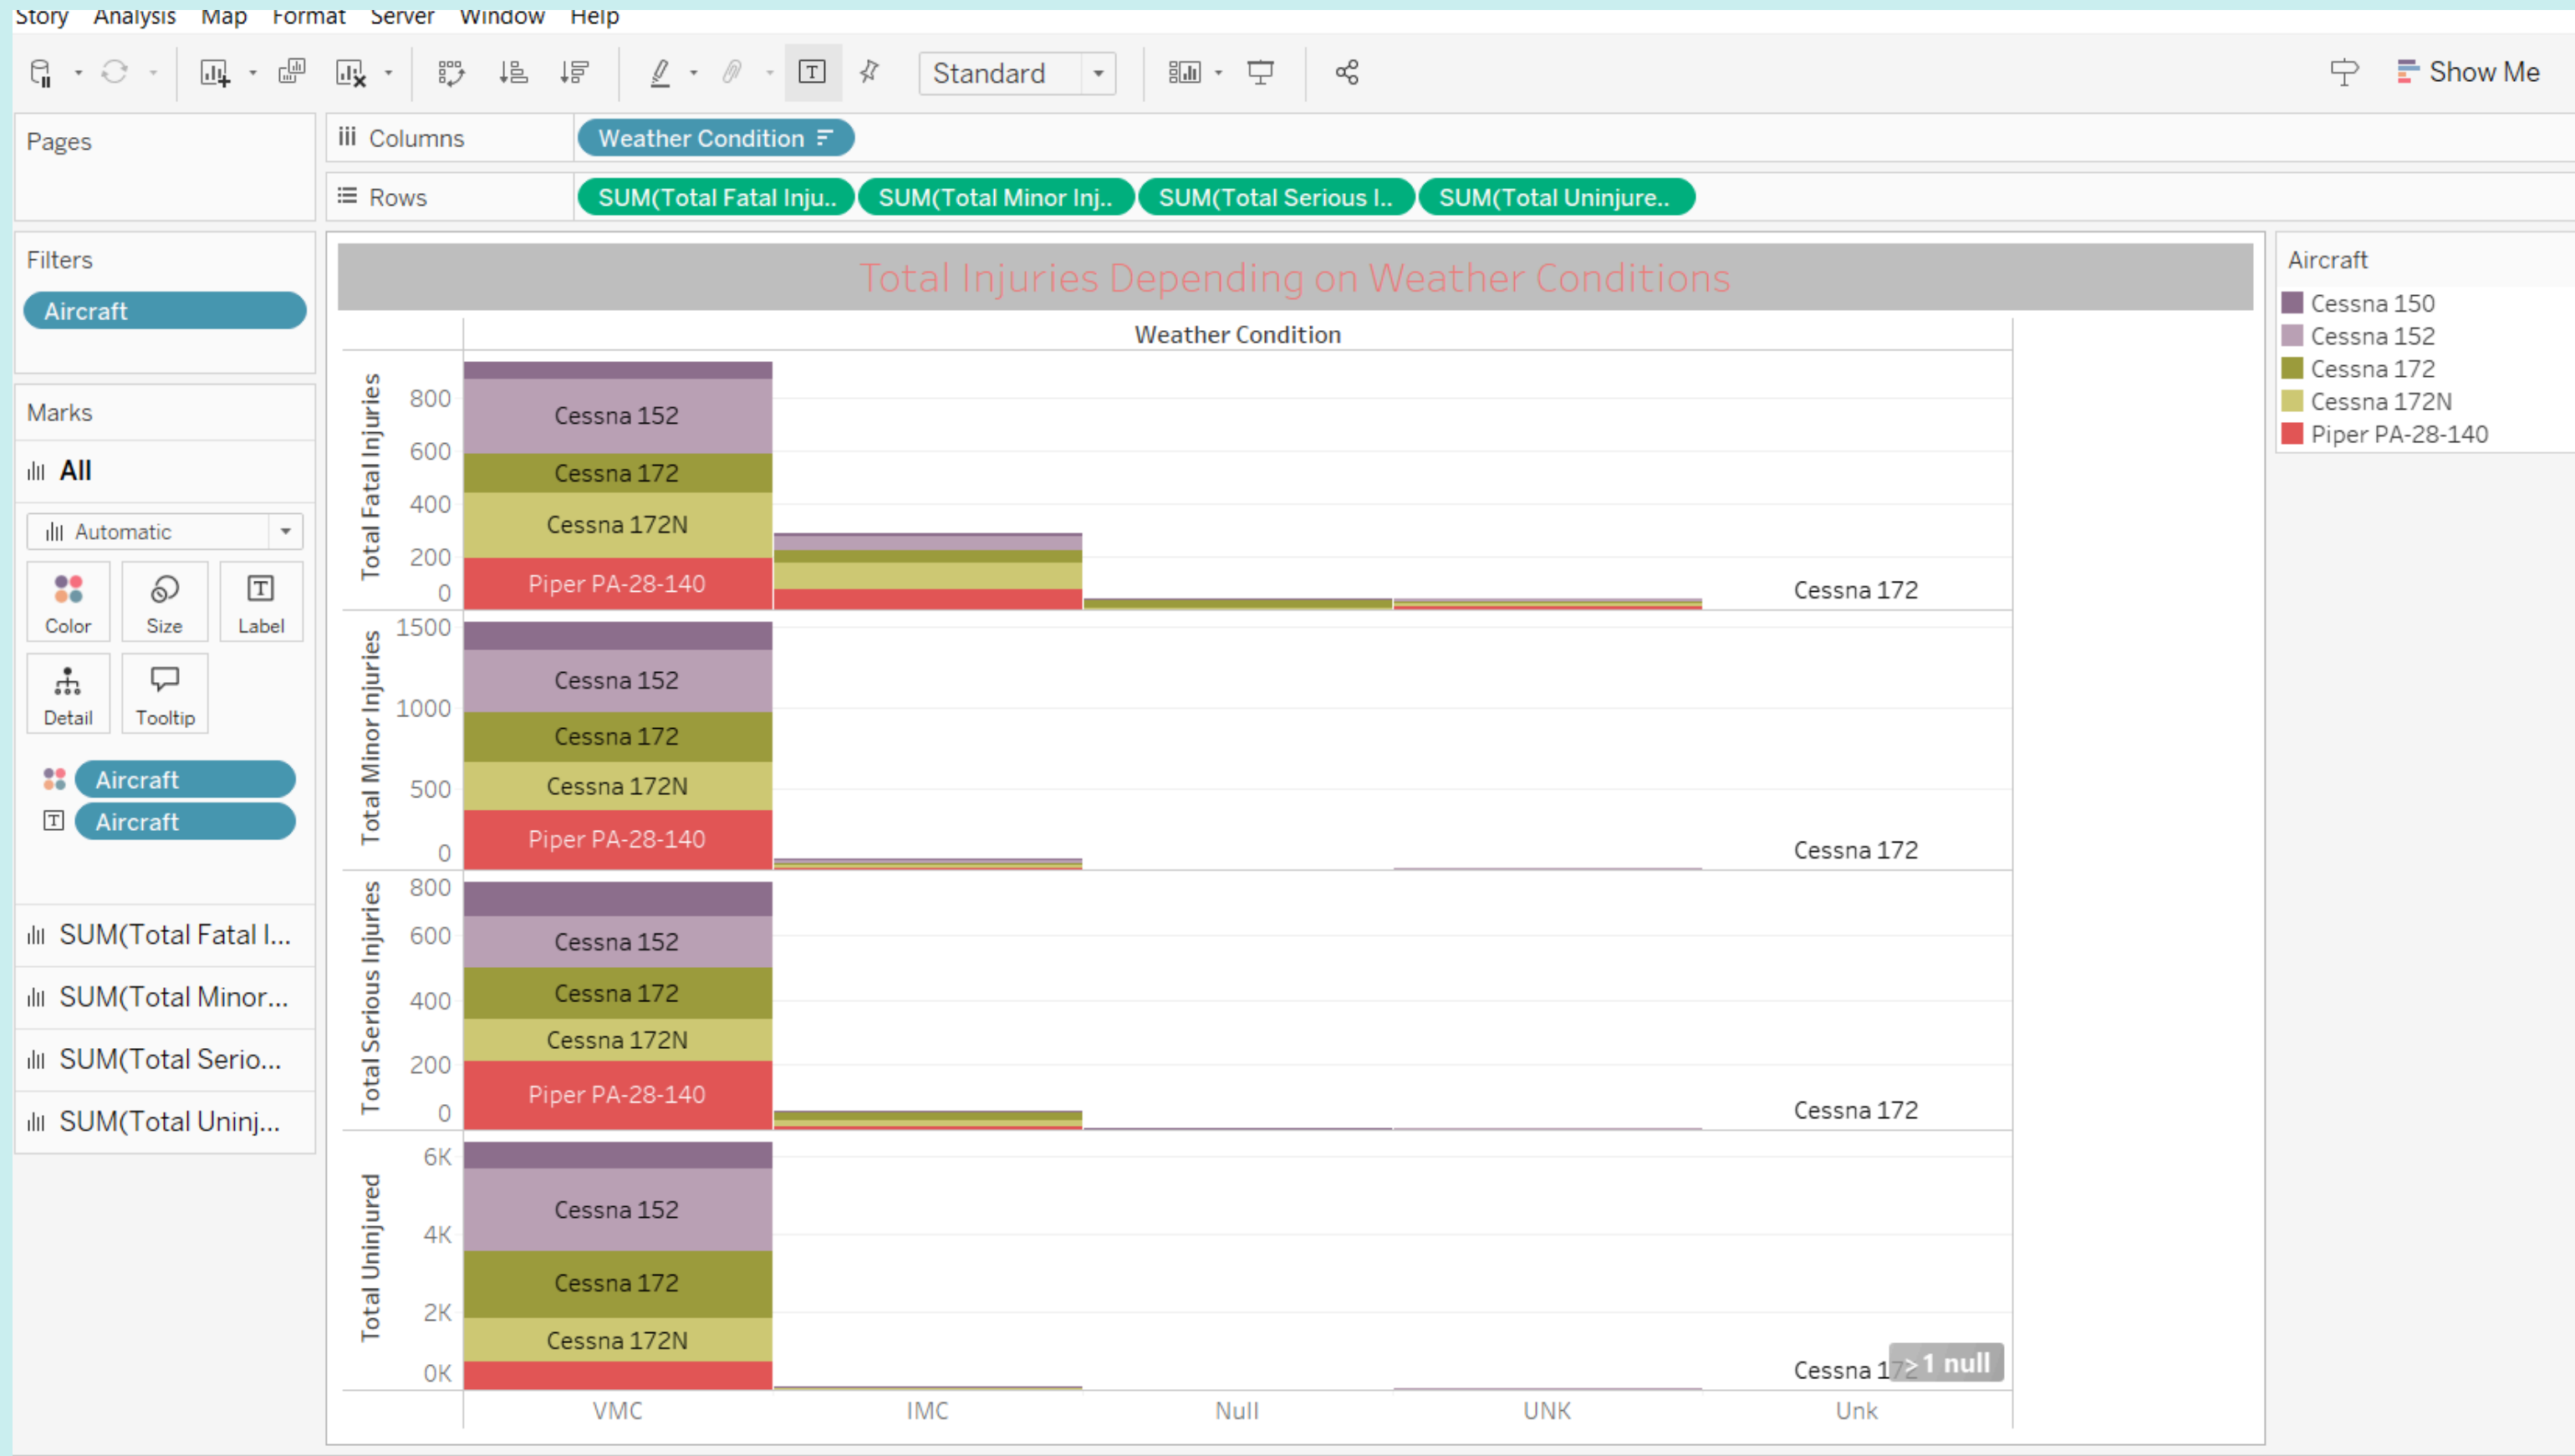 Story Analysis Map Format Server Window Help
Standard
Show Me
Pages
Columns
Weather Condition
Rows
SUM(Total Fatal Inju.. SUM(Total Minor Inj.. SUM(Total Serious I.. SUM(Total Uninjure..
Filters
Aircraft
Marks
All
Automatic
Color Size Label
Detail Tooltip
Aircraft
Aircraft
SUM(Total Fatal I...
SUM(Total Minor...
SUM(Total Serio...
SUM(Total Uninj...
Total Injuries Depending on Weather Conditions
Weather Condition
Total Fatal Injuries
800
600
400
200
0
Cessna 152
Cessna 172
Cessna 172N
Piper PA-28-140
Cessna 172
Total Minor Injuries
1500
1000
500
0
Cessna 152
Cessna 172
Cessna 172N
Piper PA-28-140
Cessna 172
Total Serious Injuries
800
600
400
200
0
Cessna 152
Cessna 172
Cessna 172N
Piper PA-28-140
Cessna 172
Total Uninjured
6K
4K
2K
0K
Cessna 152
Cessna 172
Cessna 172N
Cessna 172
>1 null
VMC IMC Null UNK Unk
Aircraft
Cessna 150
Cessna 152
Cessna 172
Cessna 172N
Piper PA-28-140